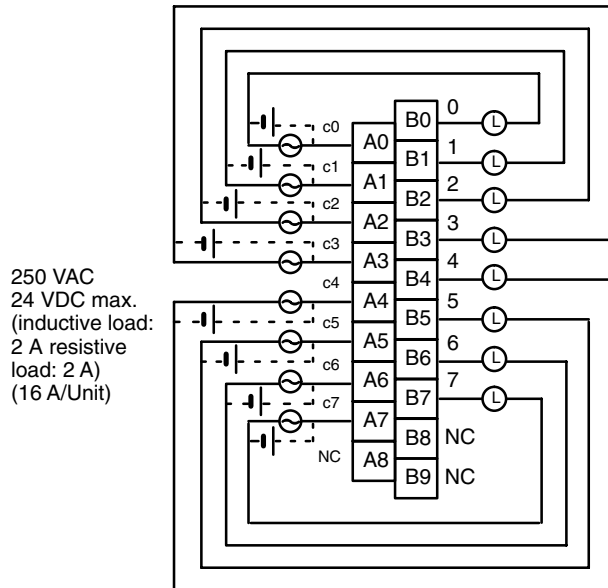 0
c0
B0
L
A0
1
c1
B1
L
A1
2
c2
B2
L
A2
3
c3
B3
L
A3
4
c4
B4
L
A4
5
c5
B5
L
A5
6
c6
B6
L
A6
7
c7
B7
L
A7
NC
B8 NC
A8
B9 NC
250 VAC
24 VDC max.
(inductive load:
2 A resistive
load: 2 A)
(16 A/Unit)